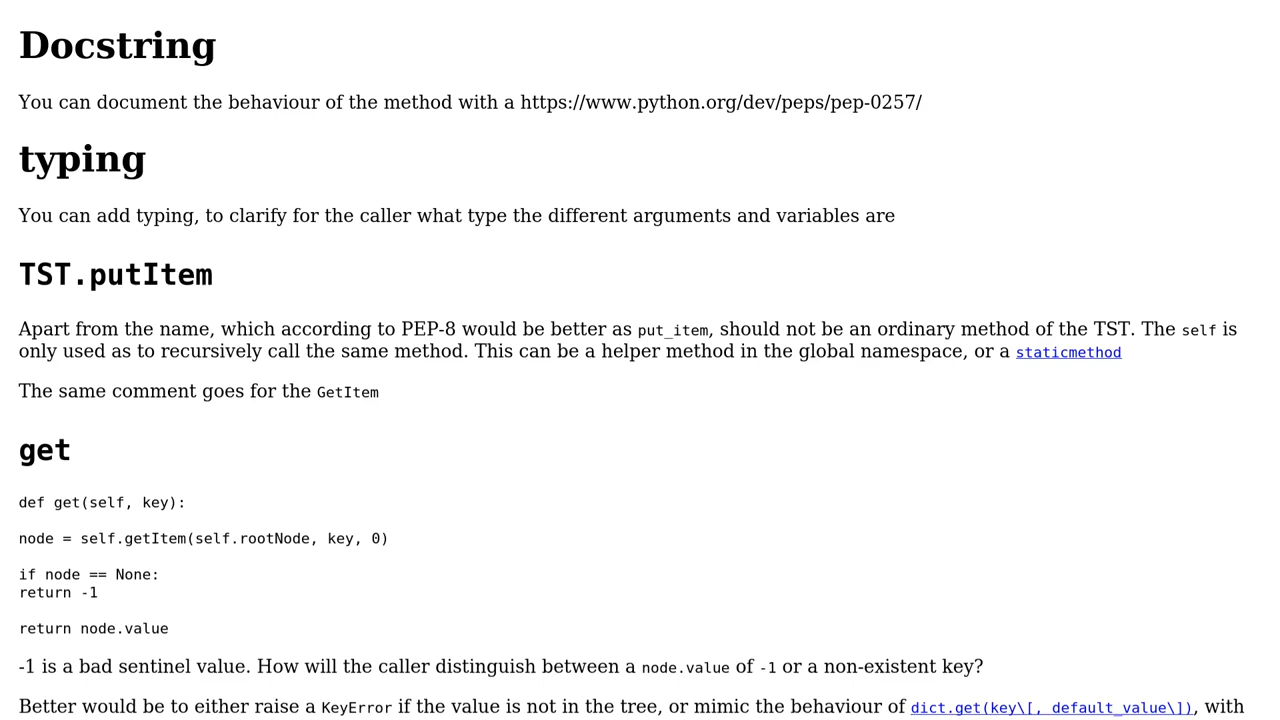 Docstring
You can document the behaviour of the method with a https://www.python.org/dev/peps/pep-0257/
typing
You can add typing, to clarify for the caller what type the different arguments and variables are
TST.putItem
Apart from the name, which according to PEP-8 would be better as put_item, should not be an ordinary method of the TST. The self is
only used as to recursively call the same method. This can be a helper method in the global namespace, or a staticmethod
The same comment goes for the GetItem
get
def get(self, key):
node = self.getItem(self.rootNode, key, 0)
if node == None:
return -1
return node.value
-1 is a bad sentinel value. How will the caller distinguish between a node.value of -1 or a non-existent key?
Better would be to either raise a KeyError if the value is not in the tree, or mimic the behaviour of dict.get(key\[, default_value\]), with